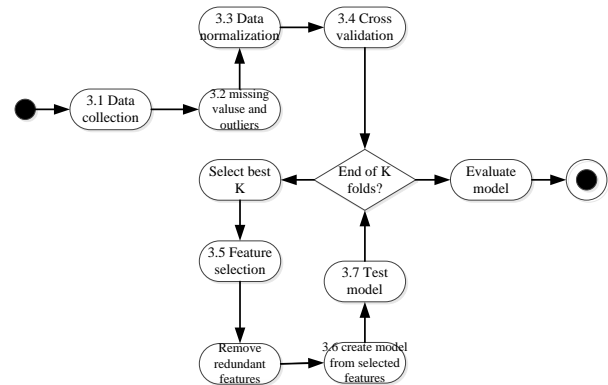 3.3 Data
normalization
3.4 Cross
validation
3.1 Data
collection
3.2 missing
valuse and
outliers
Select best
K
End of K
folds?
Evaluate
model
3.5 Feature
selection
3.7 Test
model
Remove
redundant
features
3.6 create model
from selected
features